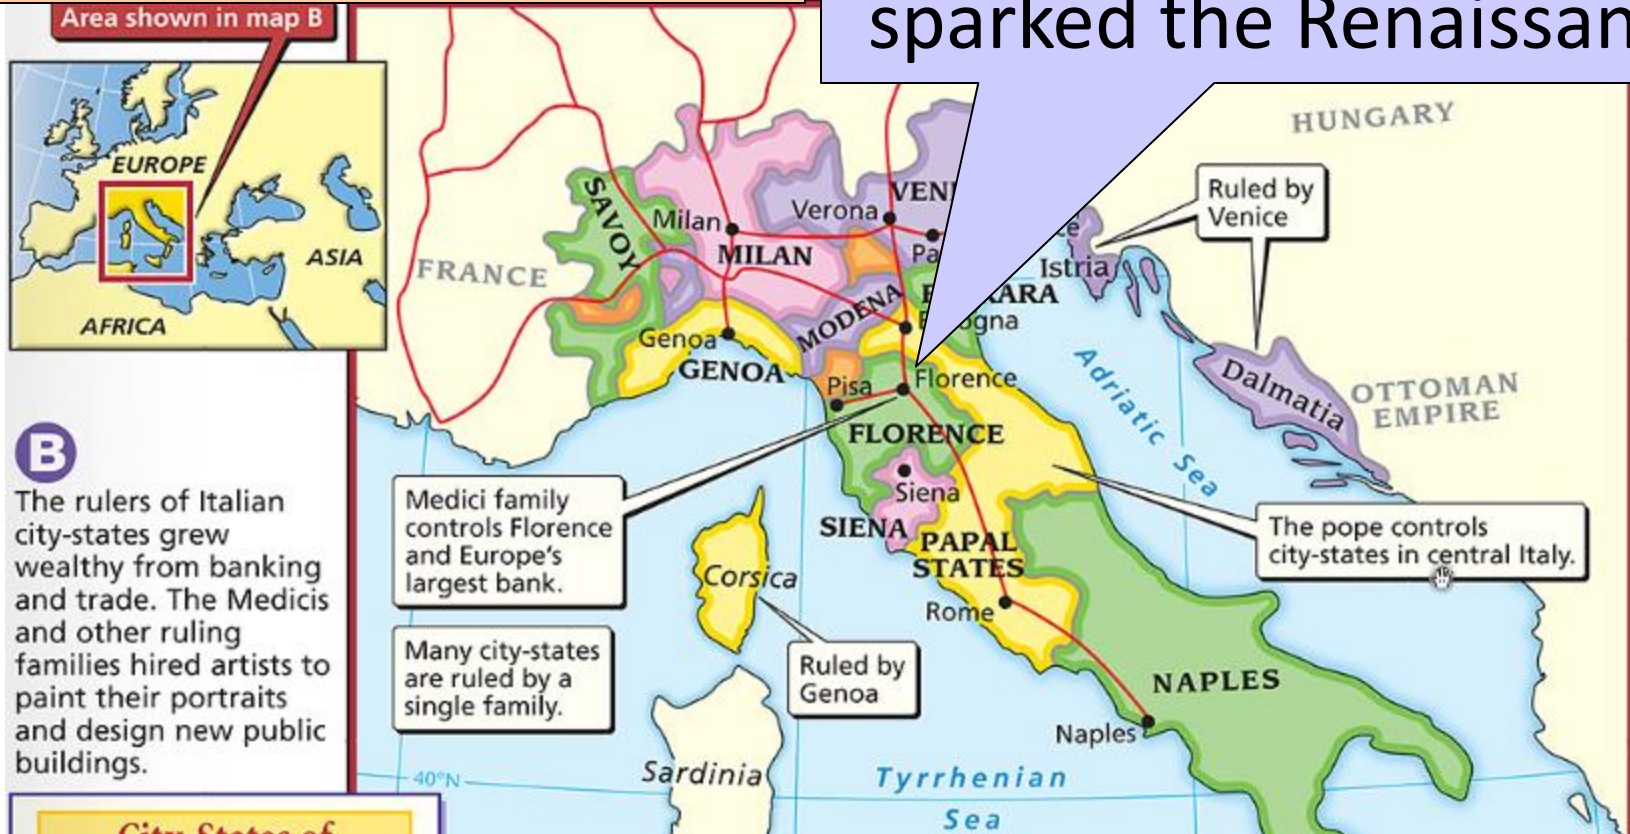 Area shown in map B
sparked the
EUROPE
ASIA
AFRICA
B
The rulers of Italian
city-states grew
wealthy from banking
and trade. The Medicis
and other ruling
families hired artists to
paint their portraits
and design new public
buildings.
HUNGARY
Ruled by
Venice
SAVOY
Milan
Verona
MILAN
Istria
FRANCE
MODENA
Genoa
GENOA
Pisa
Florence
Adriatic Sea
Dalmatia
OTTOMAN
EMPIRE
FLORENCE
Medici family
controls Florence
and Europe's
largest bank.
Siena
SIENA
PAPAL
STATES
The pope controls
city-states in central Italy.
Corsica
Rome
Many city-states
are ruled by a
single family.
Ruled by
Genoa
NAPLES
Naples
Sardinia
40°N
Tyrrhenian
Sea
City-States of